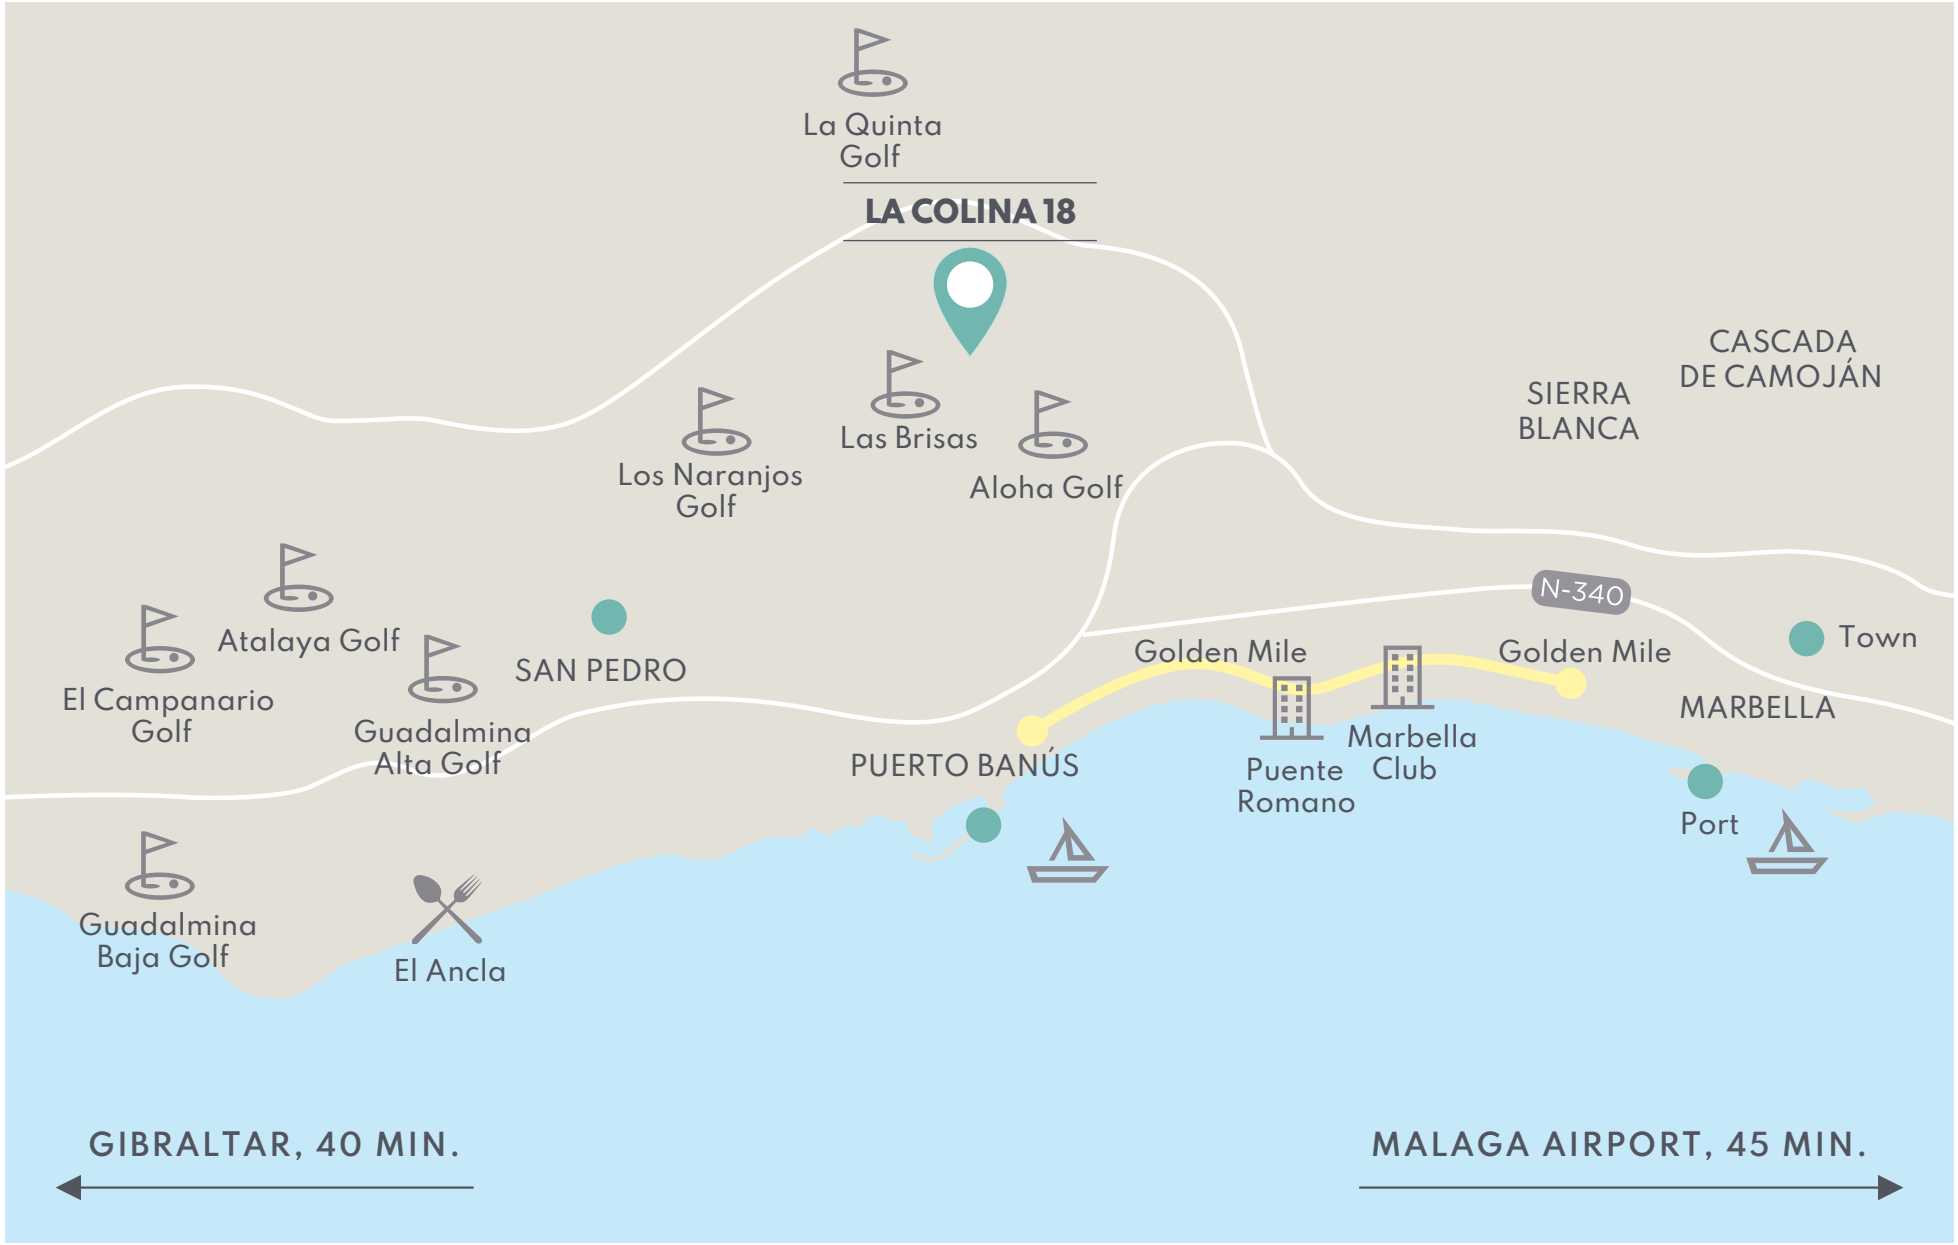 La Quinta
Golf
LA COLINA 18
CASCADA
DE CAMOJÁN
SIERRA
BLANCA
Las Brisas
Los Naranjos
Golf
Aloha Golf
N-340
Atalaya Golf
SAN PEDRO
Golden Mile
Golden Mile
Town
El Campanario
Golf
MARBELLA
Guadalmina
Alta Golf
PUERTO BANÚS
Marbella
Club
Puente
Romano
Port
Guadalmina
Baja Golf
El Ancla
GIBRALTAR, 40 MIN.
MALAGA AIRPORT, 45 MIN.